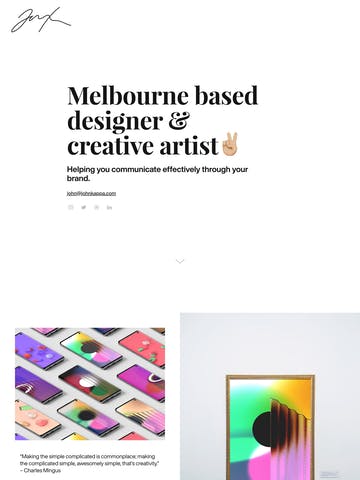 Melbourne based
designer &
creative artist✌🏼
Helping you communicate effectively through your
brand.
john@johnkappa.com
"Making the simple complicated is commonplace; making
the complicated simple, awesomely simple, that's creativity."
– Charles Mingus